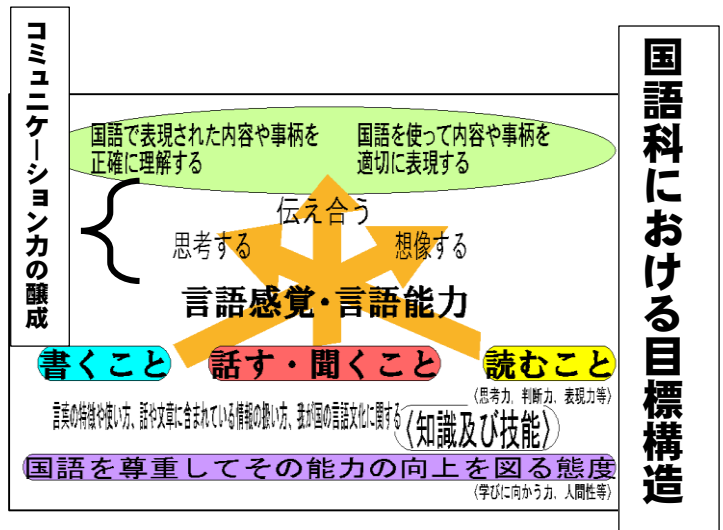 国語科における目標構造
コミュニケーション力の醸成
国語で表現された内容や事柄を
正確に理解する
国語を使って内容や事柄を
適切に表現する
伝え合う
思考する
想像する
言語感覚・言語能力
書くこと
話す・聞くこと
読むこと
〈思考力、判断力、表現力等〉
言葉の特徴や使い方、話や文章に含まれている情報の扱い方、我が国の言語文化に関する
〈知識及び技能〉
国語を尊重してその能力の向上を図る態度
〈学びに向かう力、人間性等〉